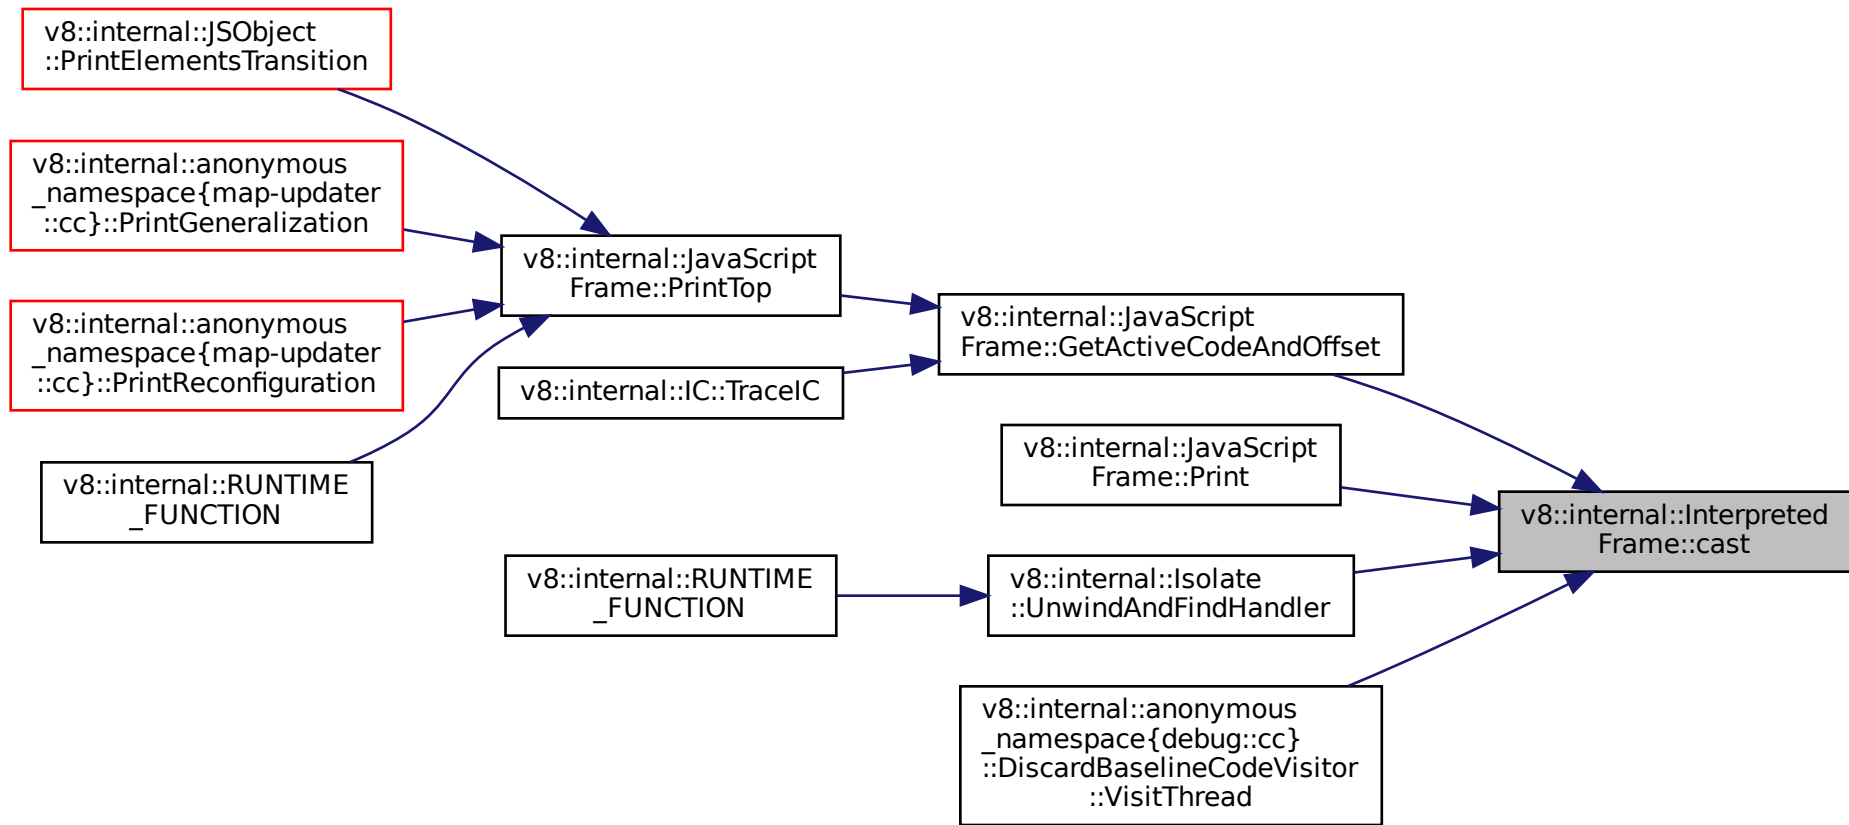 v8::internal::JSObject
::PrintElementsTransition
v8::internal::anonymous
_namespace{map-updater
::cc}::PrintGeneralization
v8::internal::anonymous
_namespace{map-updater
::cc}::PrintReconfiguration
v8::internal::RUNTIME
_FUNCTION
v8::internal::JavaScript
Frame::PrintTop
v8::internal::IC::TraceIC
v8::internal::RUNTIME
_FUNCTION
v8::internal::JavaScript
Frame::GetActiveCodeAndOffset
v8::internal::JavaScript
Frame::Print
v8::internal::Isolate
::UnwindAndFindHandler
v8::internal::anonymous
_namespace{debug::cc}
::DiscardBaselineCodeVisitor
::VisitThread
v8::internal::Interpreted
Frame::cast